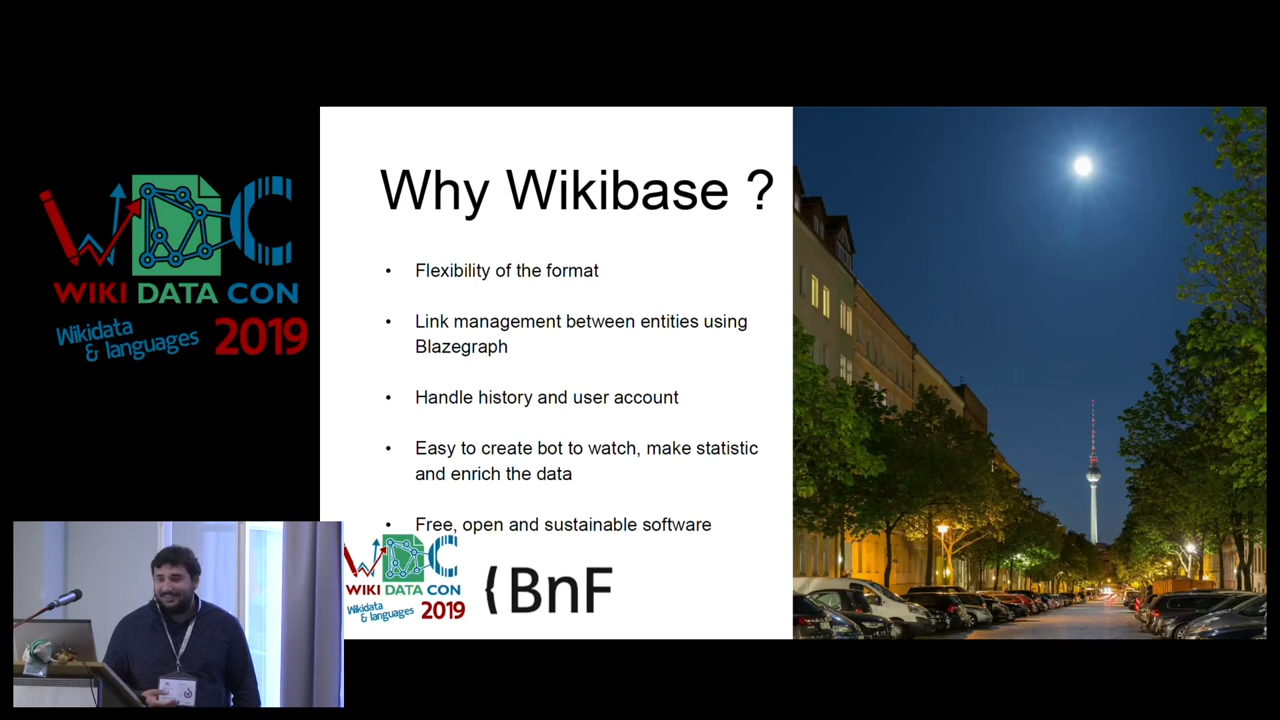 WDC
WIKI DATA CON
Wikidata
& languages 2019
Why Wikibase ?
• Flexibility of the format
• Link management between entities using
Blazegraph
• Handle history and user account
• Easy to create bot to watch, make statistic
and enrich the data
• Free, open and sustainable software
WDC
WIKI DATA CON
Wikidata
& languages 2019
{BnF